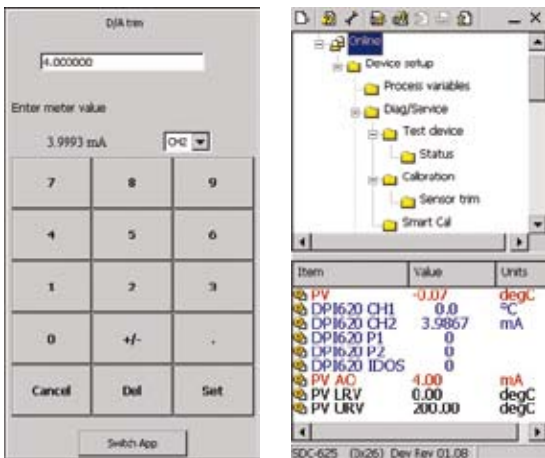 D/A trim
4.000000
Enter meter value
3.9993 mA CH2
7 8 9
4 5 6
1 2 3
0 +/- .
Cancel Del Set
Switch App
Online
Device setup
Process variables
Diag/Service
Test device
Status
Calibration
Sensor trim
Smart Cal
Item Value Units
PV -0.07 degC
DPI620 CH1 0.0 °C
DPI620 CH2 3.9867 mA
DPI620 P1 0
DPI620 P2 0
DPI620 IDOS 0
PV AO 4.00 mA
PV LRV 0.00 degC
PV URV 200.00 degC
SDC-625 (0x26) Dev Rev 01.08